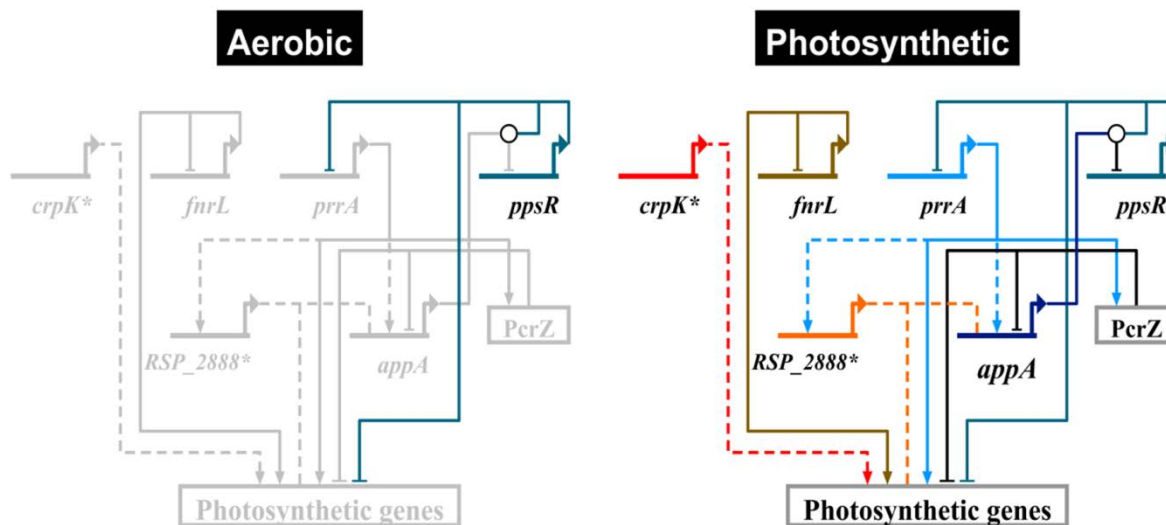 Aerobic
Photosynthetic
crpK*
fnrL
prrA
ppsR
crpK*
fnrL
prrA
ppsR
PcrZ
PcrZ
RSP_2888*
appA
RSP_2888*
appA
Photosynthetic genes
Photosynthetic genes